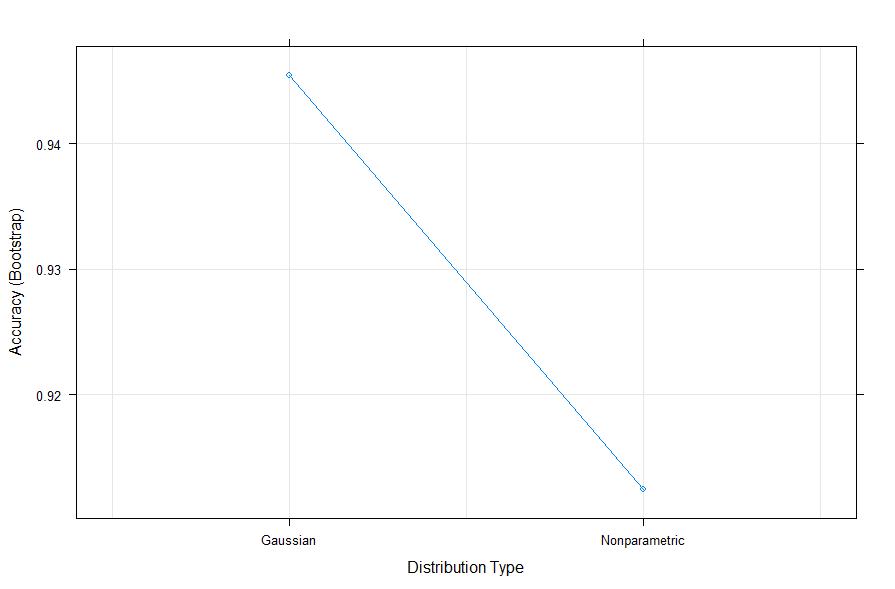 0.94
0.93
0.92
Accuracy (Bootstrap)
Gaussian
Nonparametric
Distribution Type